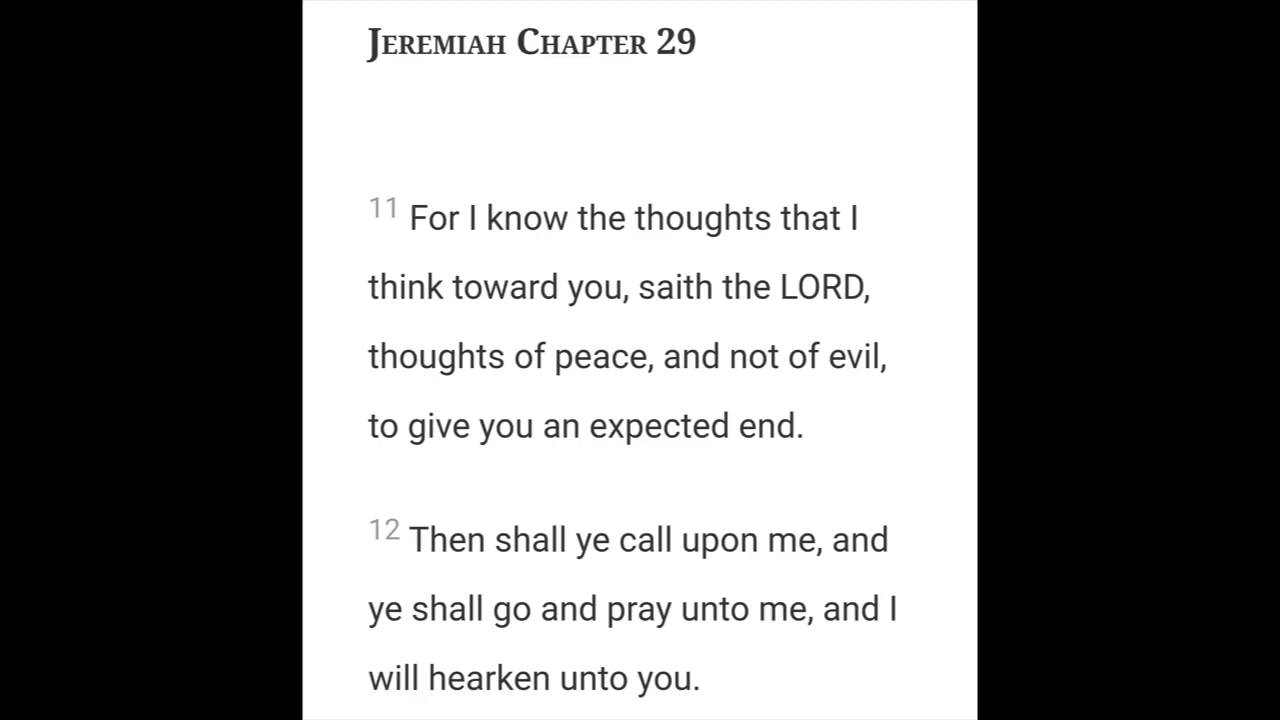 Jeremiah Chapter 29
11 For I know the thoughts that I
think toward you, saith the LORD,
thoughts of peace, and not of evil,
to give you an expected end.
12 Then shall ye call upon me, and
ye shall go and pray unto me, and I
will hearken unto you.